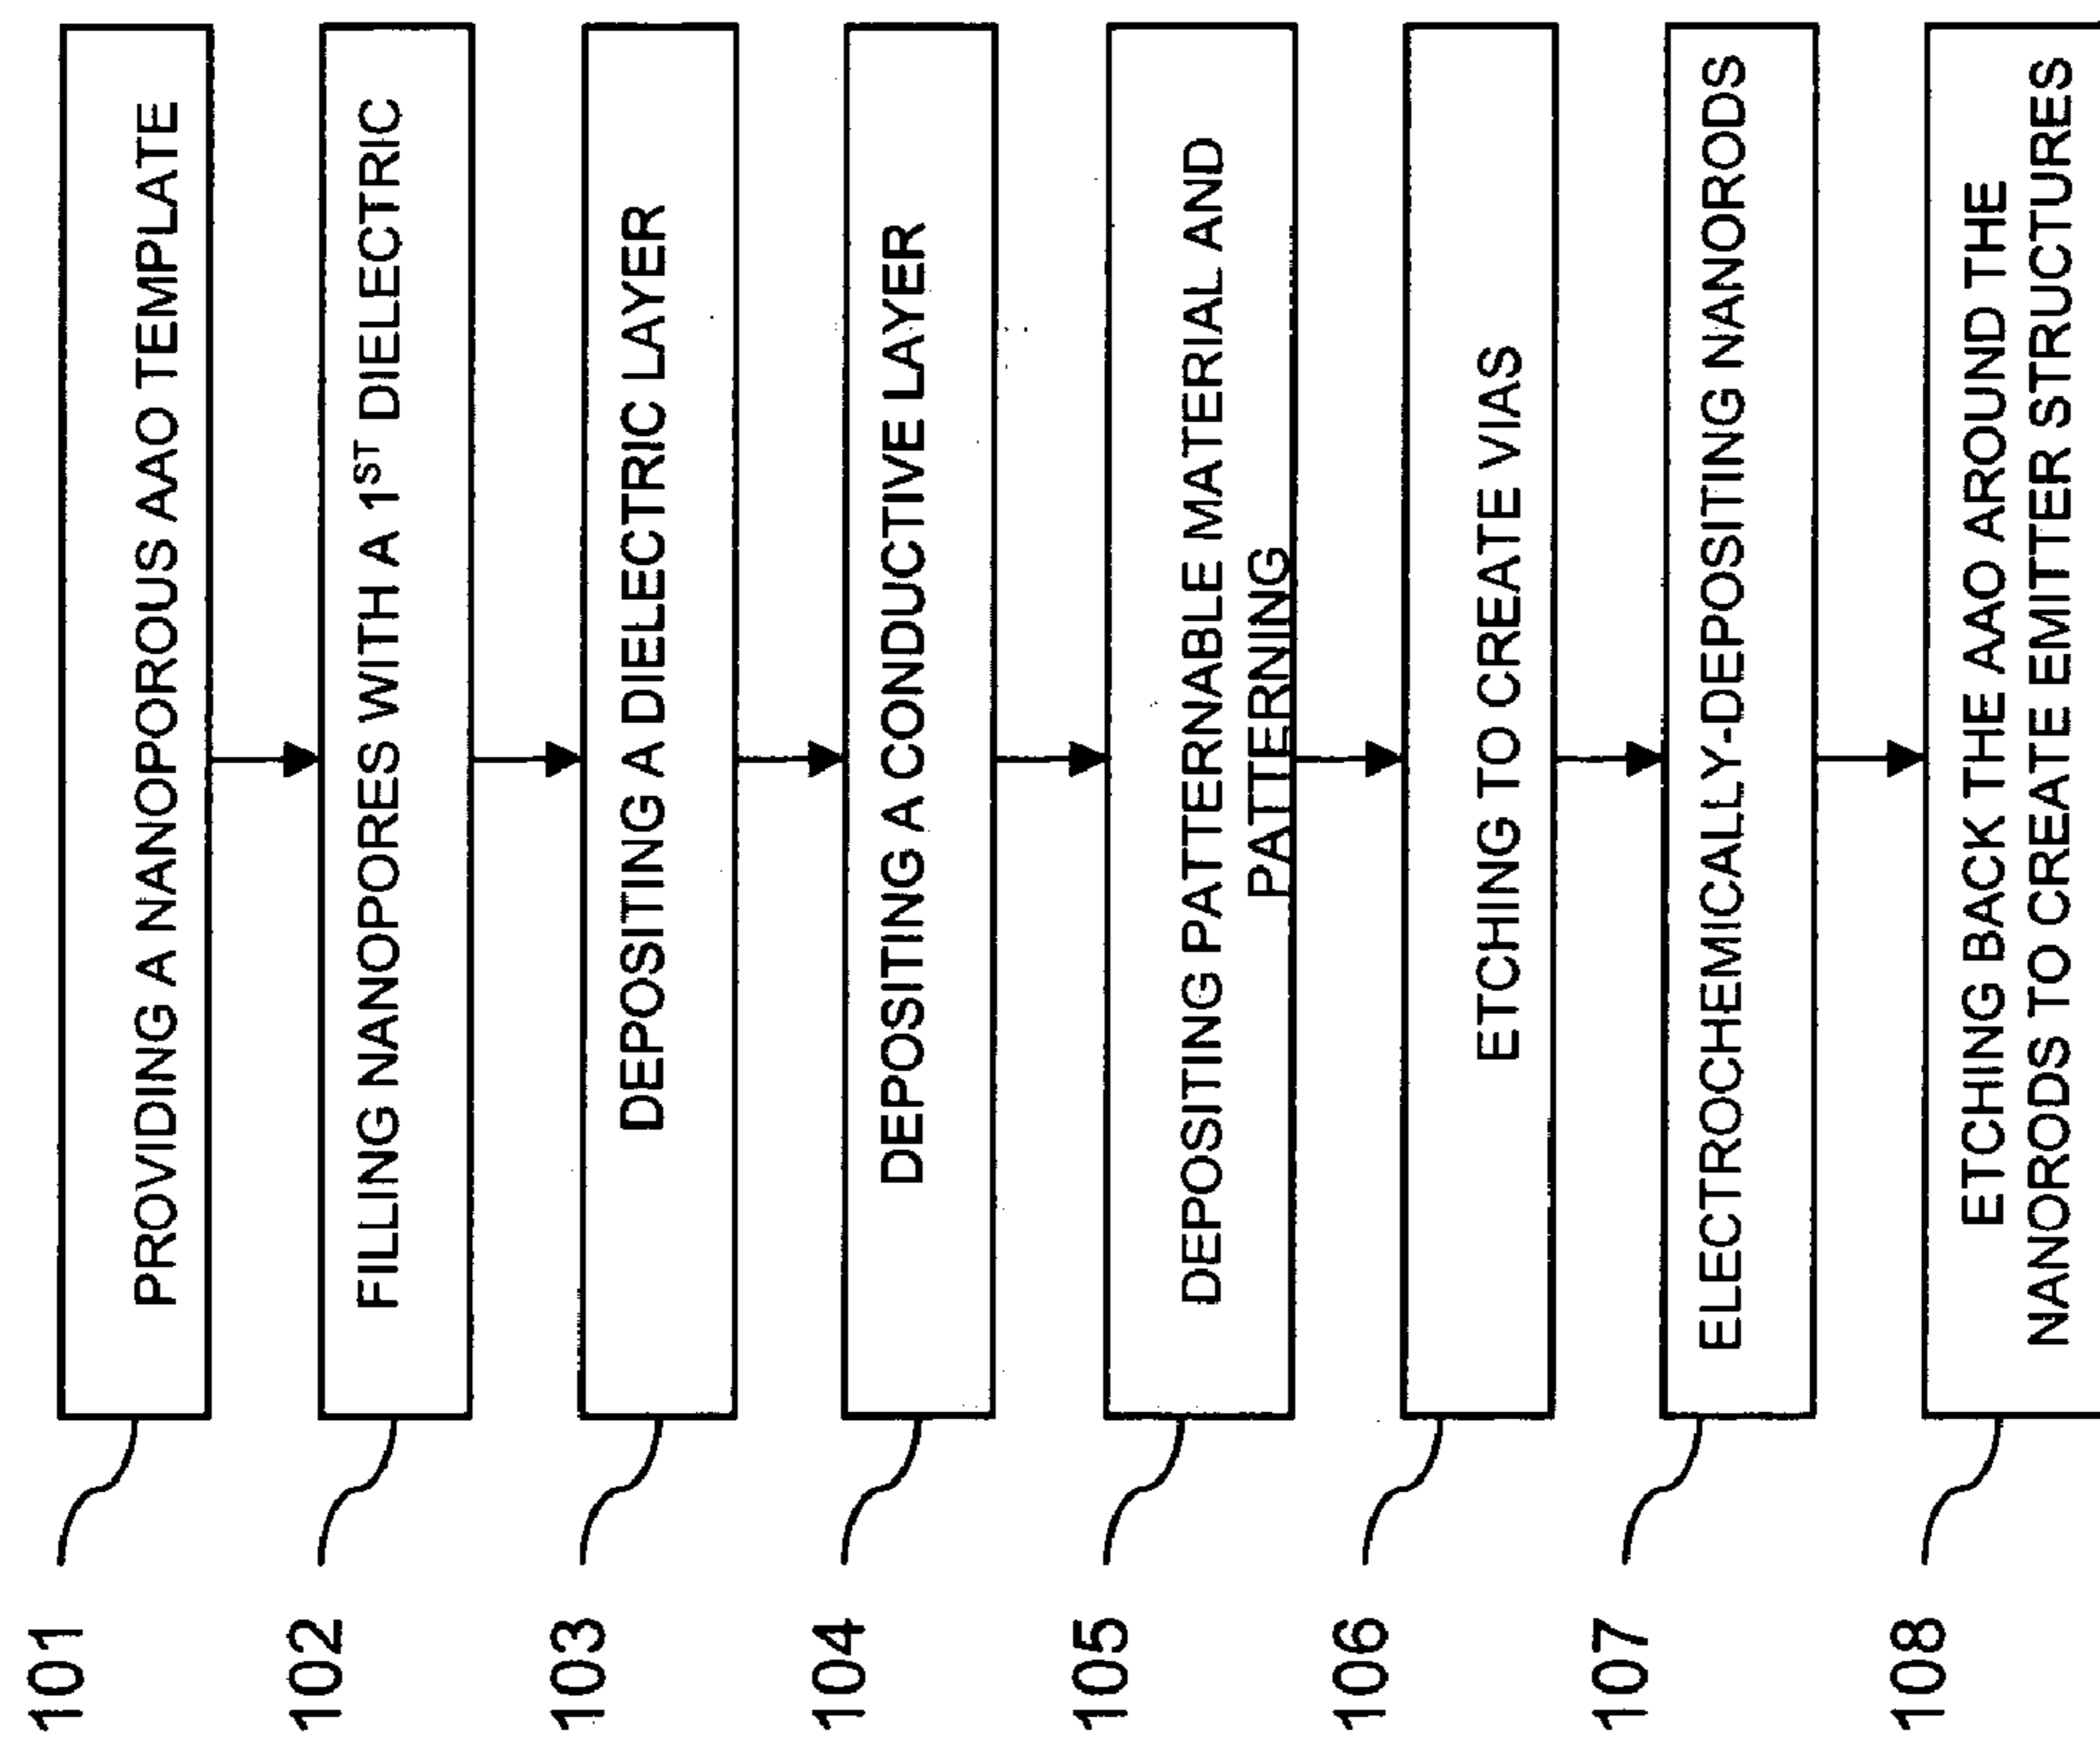 101
PROVIDING A NANOPOROUS AAO TEMPLATE
102
FILLING NANOPORES WITH A 1ST DIELECTRIC
103
DEPOSITING A DIELECTRIC LAYER
104
DEPOSITING A CONDUCTIVE LAYER
105
DEPOSITING PATTERNABLE MATERIAL AND
PATTERNING
106
ETCHING TO CREATE VIAS
107
ELECTROCHEMICALLY-DEPOSITING NANORODS
108
ETCHING BACK THE AAO AROUND THE
NANORODS TO CREATE EMITTER STRUCTURES